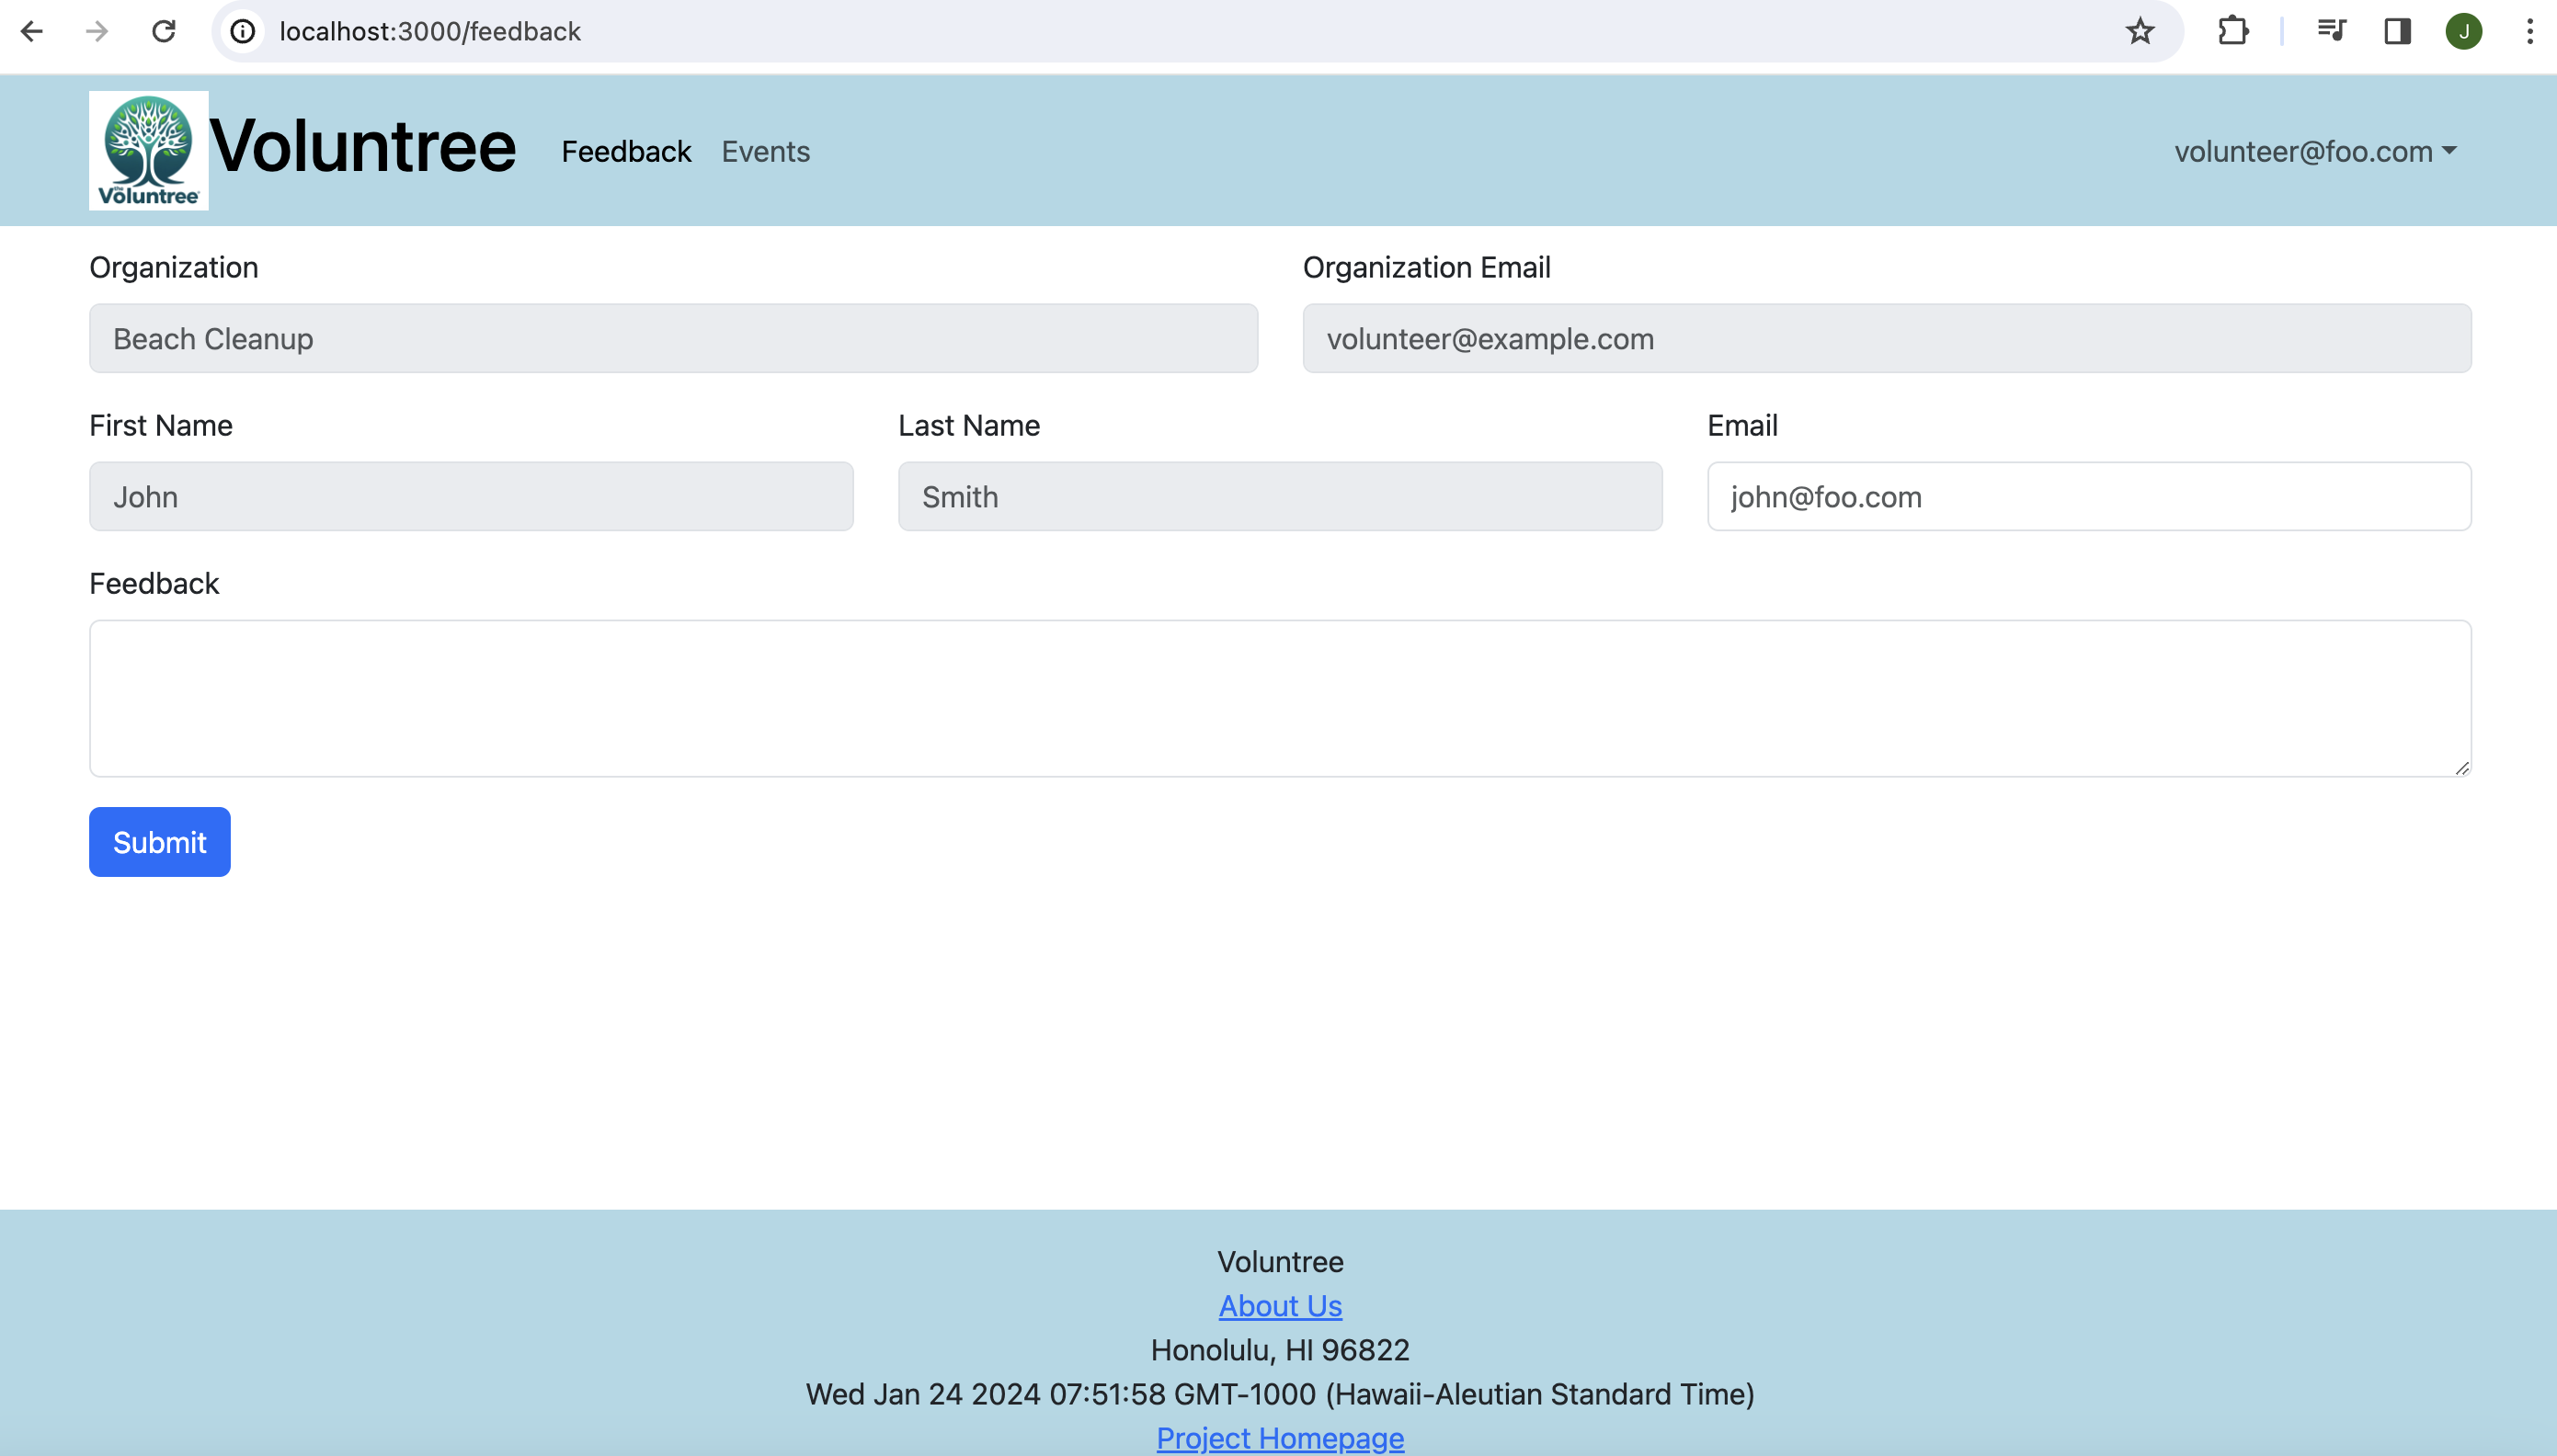 localhost:3000/feedback
J
the
Voluntree
Voluntree
Feedback
Events
volunteer@foo.com
Organization
Organization Email
Beach Cleanup
volunteer@example.com
First Name
Last Name
Email
John
Smith
john@foo.com
Feedback
Submit
Voluntree
About Us
Honolulu, HI 96822
Wed Jan 24 2024 07:51:58 GMT-1000 (Hawaii-Aleutian Standard Time)
Project Homepage